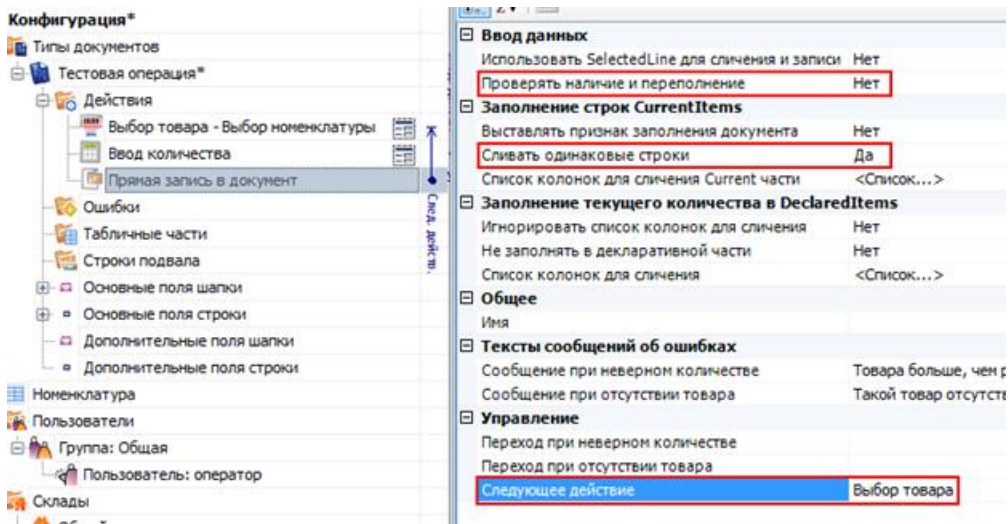 Конфигурация*
Типы документов
Тестовая операция*
Действия
Выбор товара - Выбор номенклатуры
Ввод количества
Прямая запись в документ
Ошибки
Табличные части
Строки подвала
Основные поля шапки
Основные поля строки
Дополнительные поля шапки
Дополнительные поля строки
Номенклатура
Пользователи
Группа: Общая
Пользователь: оператор
Склады
След. действ.
Ввод данных
Использовать SelectedLine для сличения и записи Нет
Проверять наличие и переполнение Нет
Заполнение строк CurrentItems
Выставлять признак заполнения документа Нет
Сливать одинаковые строки Да
Список колонок для сличения Current части <Список...>
Заполнение текущего количества в DeclaredItems
Игнорировать список колонок для сличения Нет
Не заполнять в декларативной части Нет
Список колонок для сличения <Список...>
Общее
Имя
Тексты сообщений об ошибках
Сообщение при неверном количестве Товара больше, чем
Сообщение при отсутствии товара Такой товар отсутств
Управление
Переход при неверном количестве
Переход при отсутствии товара
Следующее действие Выбор товара